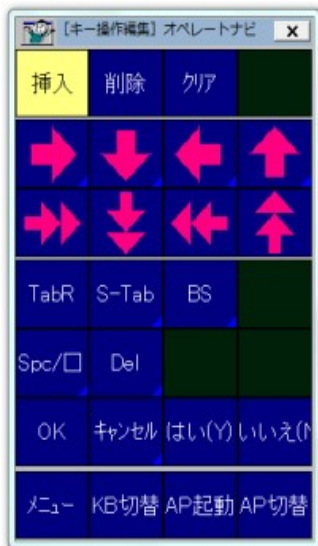 [キー操作編集] オペレートナビ
挿入 削除 クリア
TabR S-Tab BS
Spc/□ Del
OK キャンセル はい(Y) いいえ(N
メニュー KB切替 AP起動 AP切替